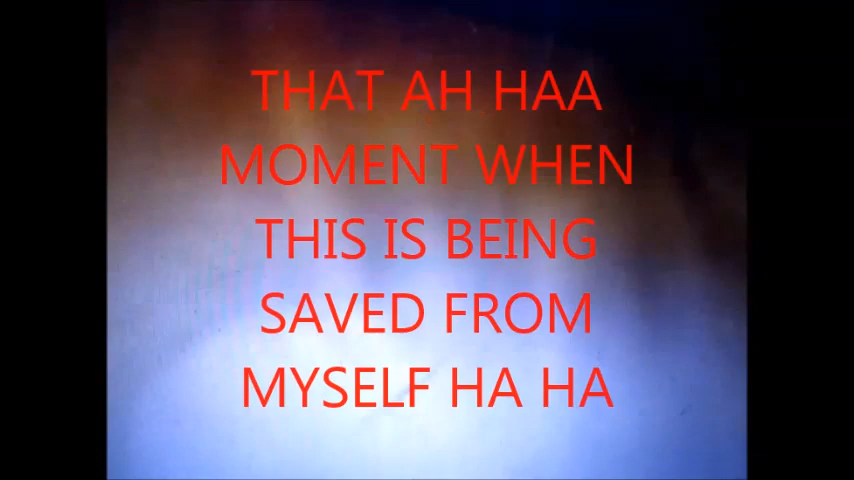 THAT AH HAA
MOMENT WHEN
THIS IS BEING
SAVED FROM
MYSELF HA HA